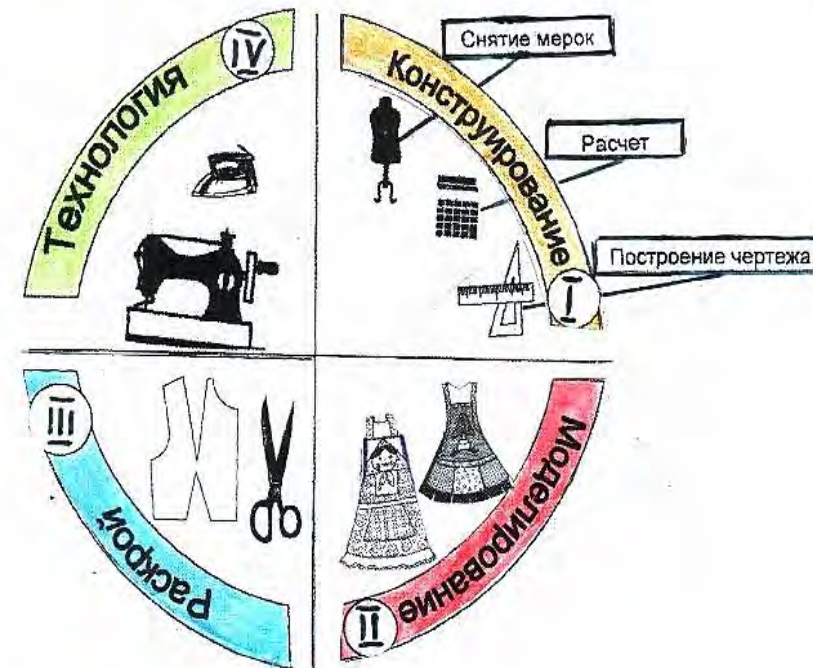 Технология
IV
Конструирование
Снятие мерок
Расчет
Построение чертежа
I
Моделирование
II
Раскрой
III